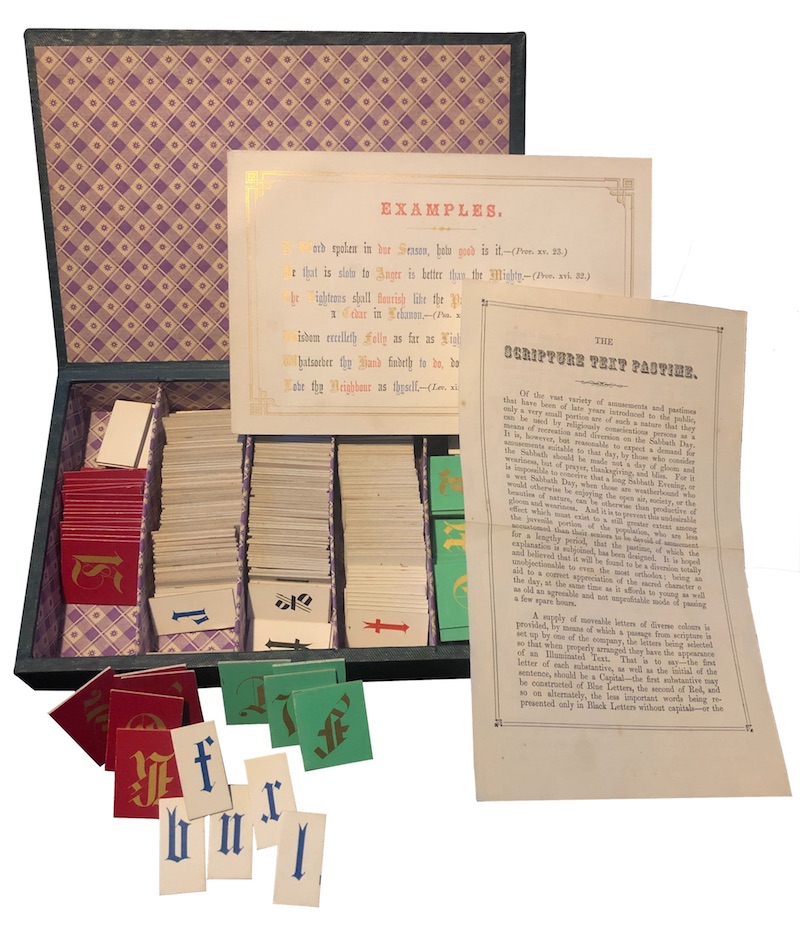 EXAMPLES.
Word spoken in due Season, how good is it.—(Prov. xv. 23.)
He that is slow to Anger is better than the Mighty.—(Prov. xvi. 32.)
The Righteous shall flourish like the
a Cedar in Lebanon.—(Psa. x
Wisdom excelleth Folly as far as Ligh
Whatsoever thy Hand findeth to do, do
Love thy Neighbour as thyself.—(Lev. xi
THE
SCRIPTURE TEXT PASTIME.
Of the vast variety of amusements and pastimes
that have been of late years introduced to the public,
only a very small portion are of such a nature that they
can be used by religiously conscientious persons as a
means of recreation and diversion on the Sabbath Day.
It is, however, but reasonable to expect a demand for
amusements suitable to that day, by those who consider
the Sabbath should be made not a day of gloom and
weariness, but of prayer, thanksgiving, and bliss. For it
is impossible to conceive that a long Sabbath Evening, or
a wet Sabbath Day, when those are weatherbound who
would otherwise be enjoying the open air, society, or the
beauties of nature, can be otherwise than productive of
gloom and weariness. And it is to prevent this undesirable
effect which must exist to a still greater extent among
the juvenile portion of the population, who are less
accustomed than their seniors to be devoid of amusement
for a lengthy period, that the pastime, of which the
explanation is subjoined, has been designed. It is hoped
and believed that it will be found to be a diversion totally
unobjectionable to even the most orthodox; being an
aid to a correct appreciation of the sacred character o
the day, at the same time as it affords to young as well
as old an agreeable and not unprofitable mode of passing
a few spare hours.
A supply of moveable letters of diverse colours is
provided, by means of which a passage from scripture is
set up by one of the company, the letters being selected
so that when properly arranged they have the appearance
of an Illuminated Text. That is to say—the first
letter of each substantive, as well as the initial of the
sentence, should be a Capital—the first substantive may
be constructed of Blue Letters, the second of Red, and
so on alternately, the less important words being re-
presented only in Black Letters without capitals—or the
r
&
t
t
f
x
b
u
l